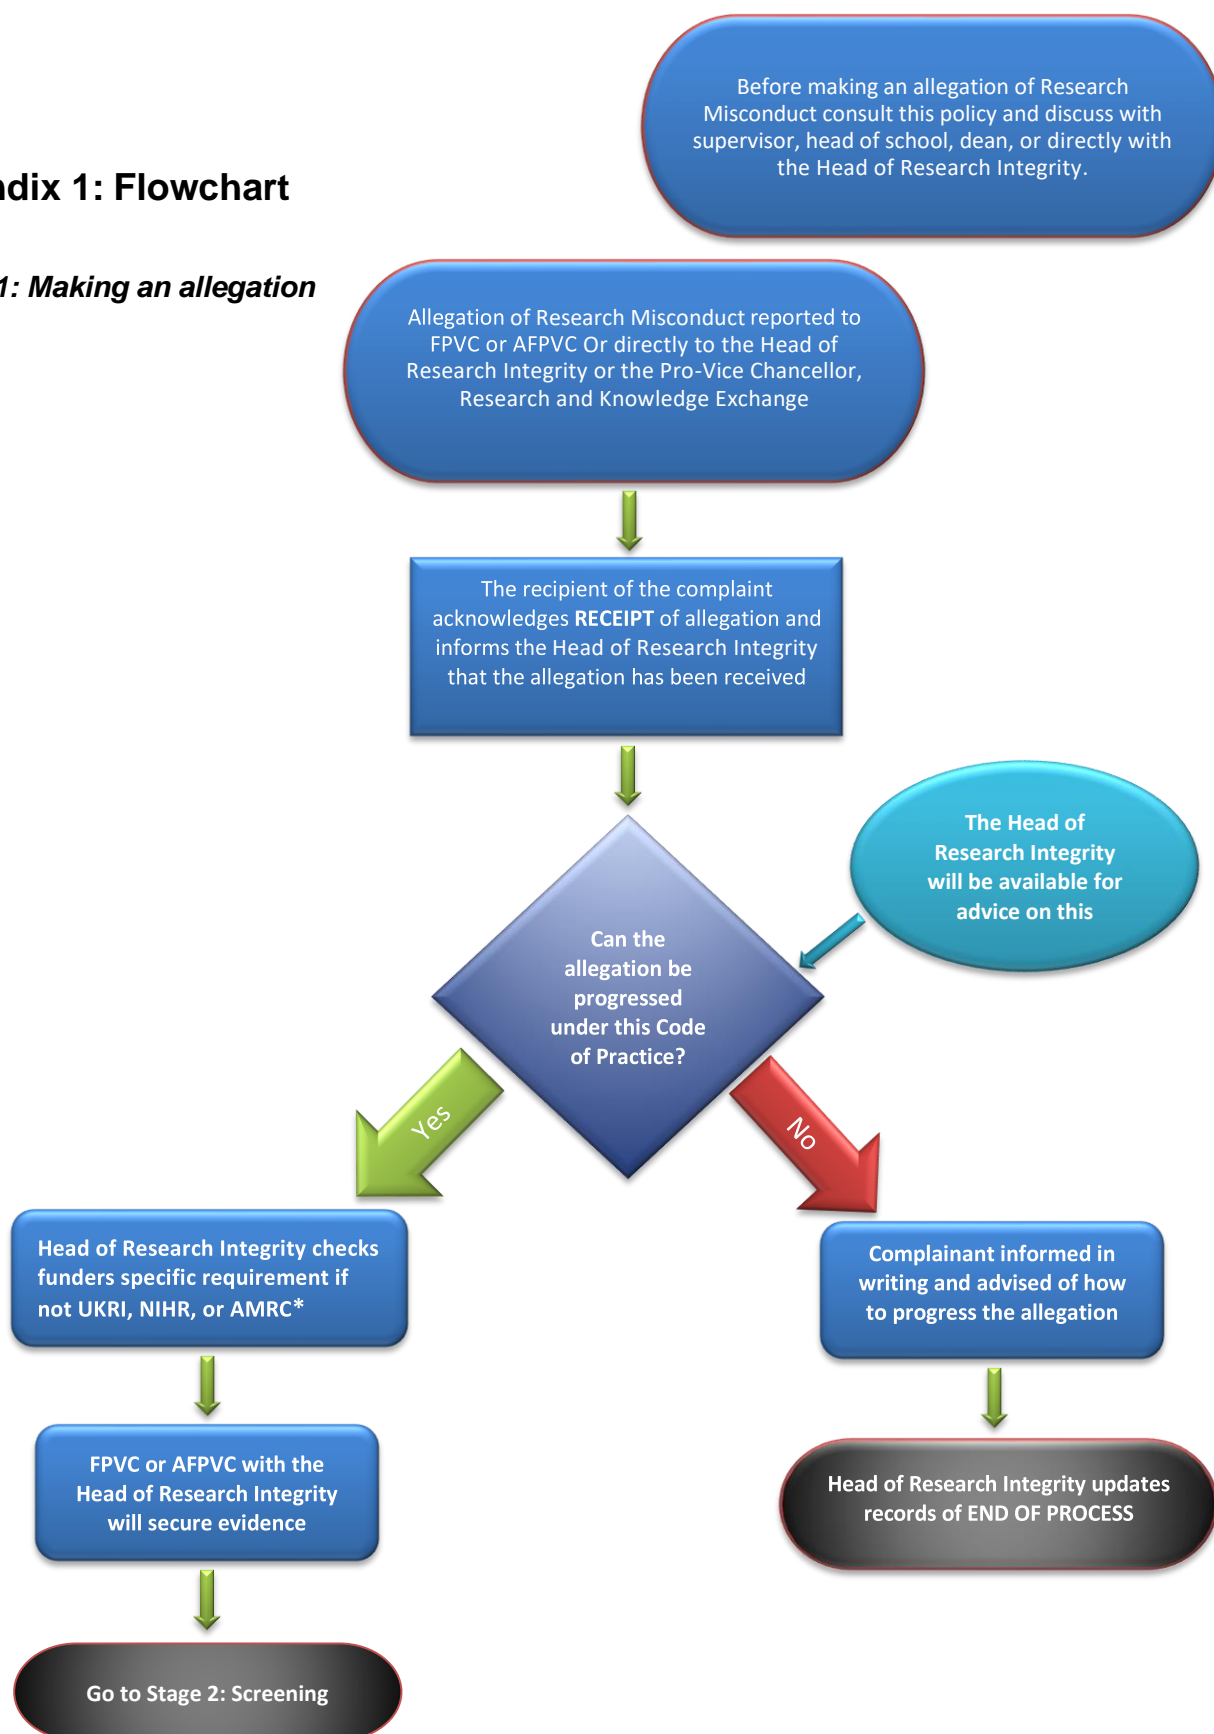 Before making an allegation of Research
Misconduct consult this policy and discuss with
supervisor, head of school, dean, or directly with
the Head of Research Integrity.
ndix 1: Flowchart
1: Making an allegation
Allegation of Research Misconduct reported to
FPVC or AFPVC Or directly to the Head of
Research Integrity or the Pro-Vice Chancellor,
Research and Knowledge Exchange
The recipient of the complaint
acknowledges RECEIPT of allegation and
informs the Head of Research Integrity
that the allegation has been received
The Head of
Research Integrity
will be available for
advice on this
Can the
allegation be
progressed
under this Code
of Practice?
Yes
No
Head of Research Integrity checks
funders specific requirement if
not UKRI, NIHR, or AMRC*
Complainant informed in
writing and advised of how
to progress the allegation
FPVC or AFPVC with the
Head of Research Integrity
will secure evidence
Head of Research Integrity updates
records of END OF PROCESS
Go to Stage 2: Screening